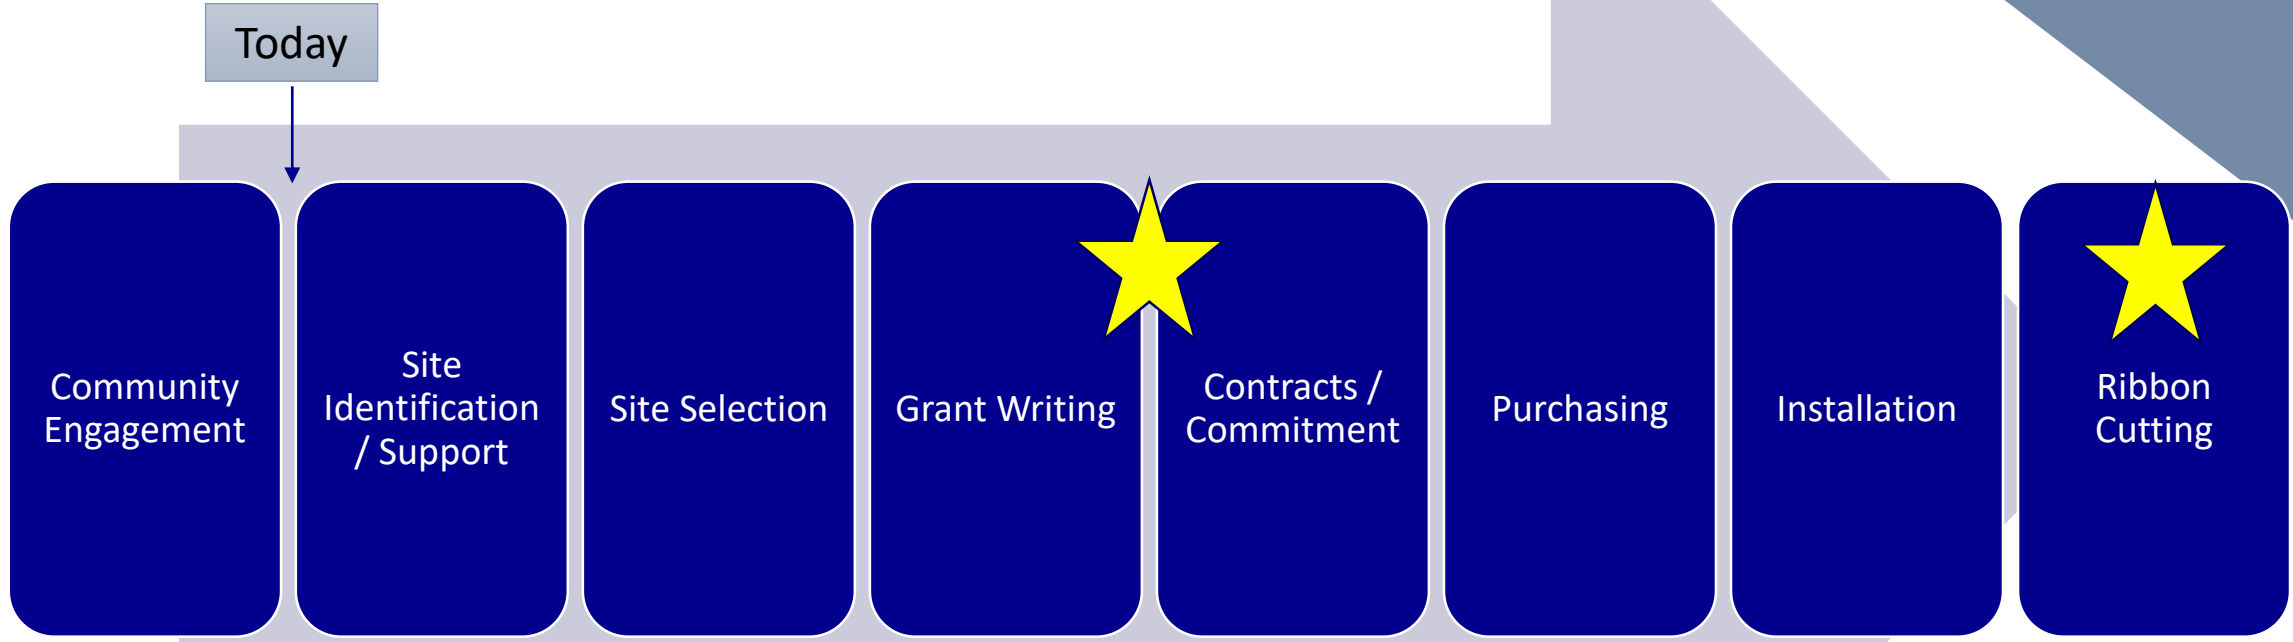 Today
Community
Engagement
Site
Identification
/ Support
Site Selection
Grant Writing
Contracts /
Commitment
Purchasing
Installation
Ribbon
Cutting